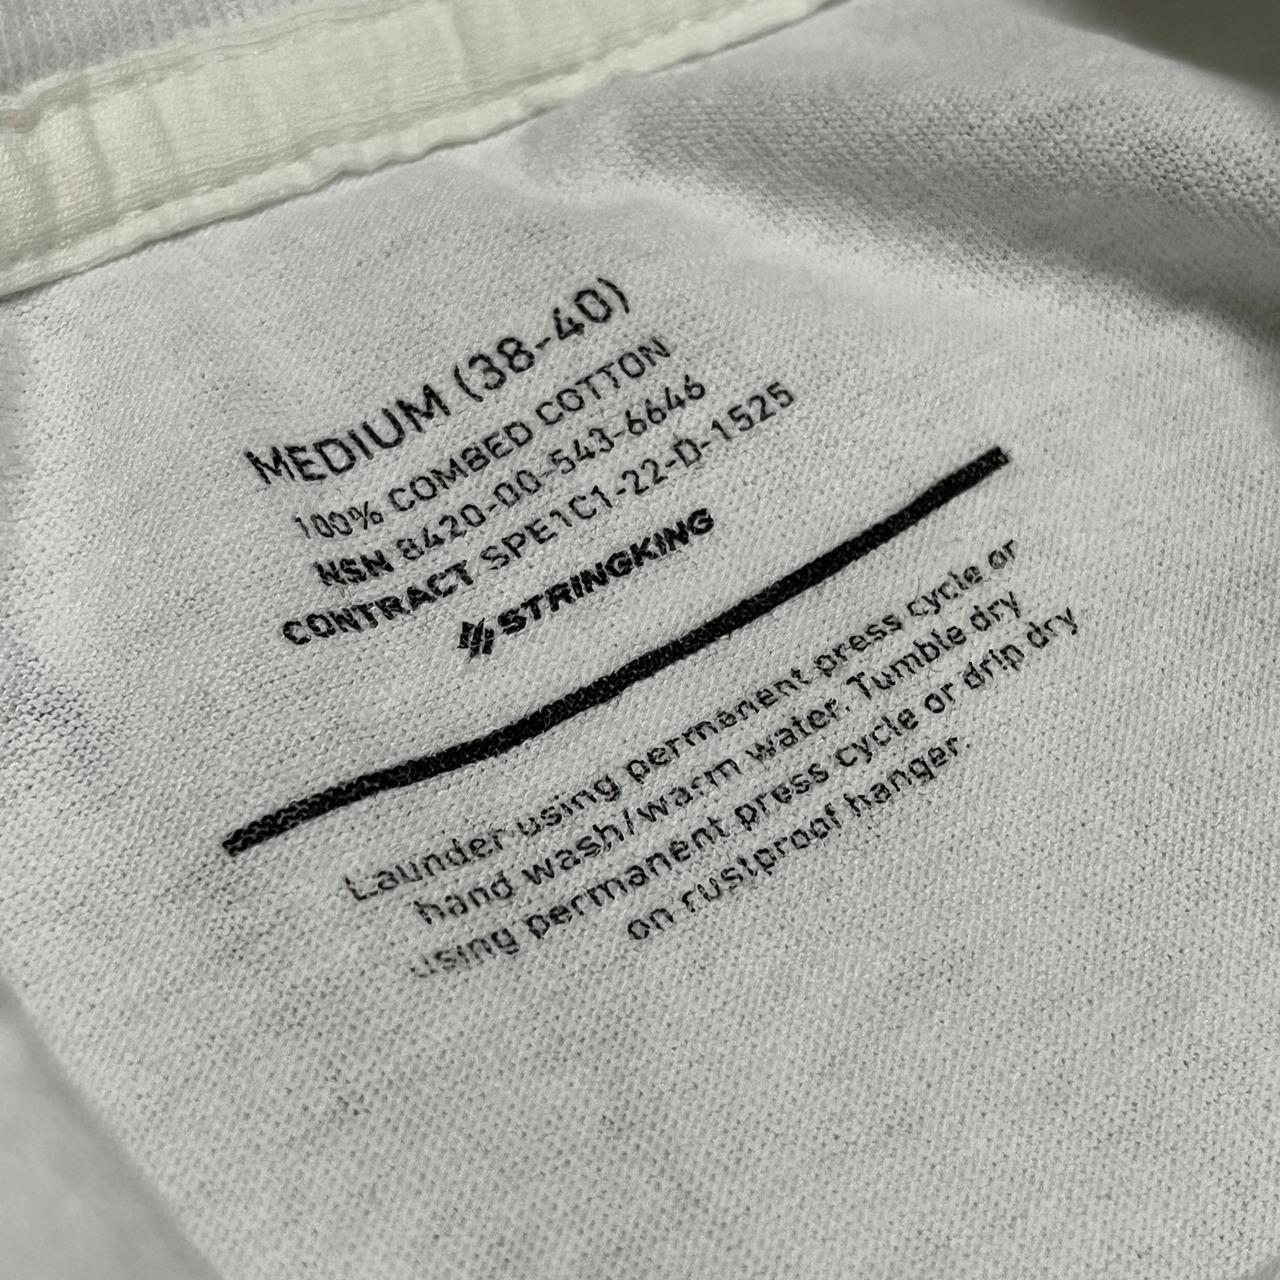 MEDIUM (38-40)
100% COMBED COTTON
NSN 8420-00-543-6646
CONTRACT SPE1C1-22-D-1525
STRINGKING
Launder using permanent press cycle or
hand wash/warm water. Tumble dry
using permanent press cycle or drip dry
on rustproof hanger.